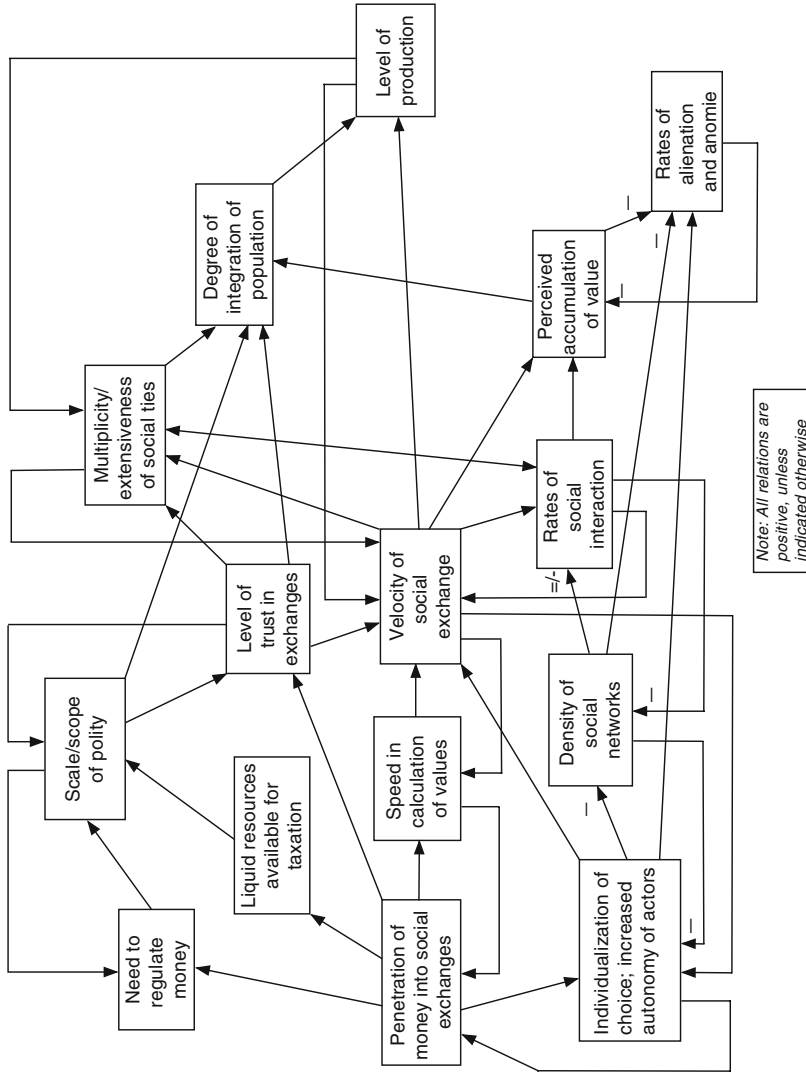 Need to
regulate
money
Scale/scope
of polity
Multiplicity/
extensiveness
of social ties
Degree of
integration of
population
Level of
production
Liquid resources
available for
taxation
Level of
trust in
exchanges
Penetration of
money into social
exchanges
Speed in
calculation
of values
Velocity of
social
exchange
=/-
Rates of
social
interaction
Perceived
accumulation
of value
–
–
–
Rates of
alienation
and anomie
Individualization of
choice; increased
autonomy of actors
–
–
Density of
social
networks
–
Note: All relations are
positive, unless
indicated otherwise